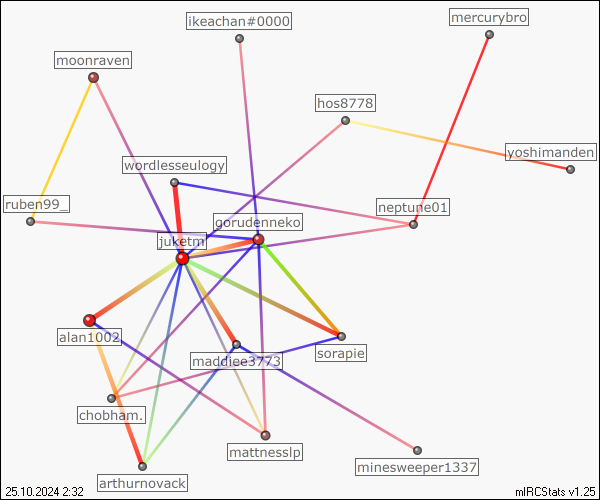 ikeachan#0000
mercurybro
moonraven
hos8778
yoshimanden
wordlesseulogy
ruben99_
neptune01
gorudenneko
juketm
alan1002
maddiee3773
sorapie
chobham.
mattnesslp
minesweeper1337
arthurnovack
25.10.2024 2:32
mIRCStats v1.25